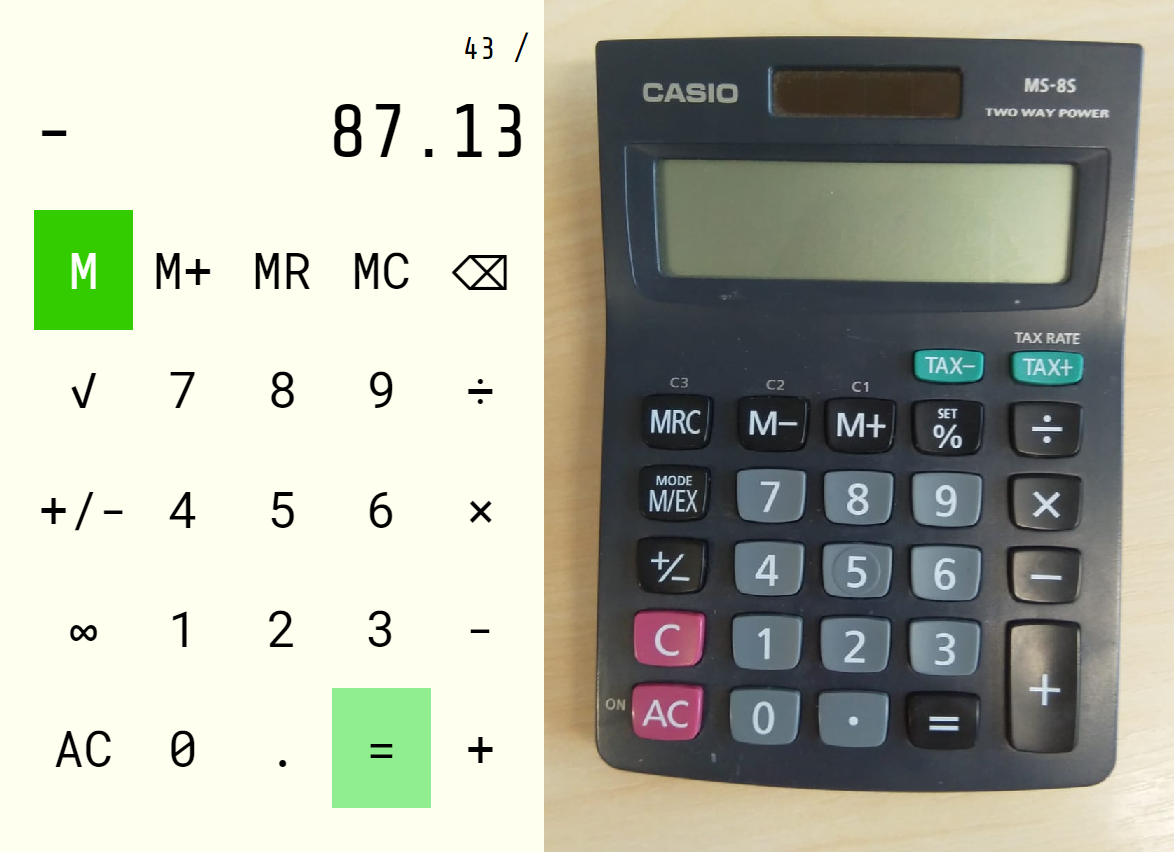 43 /
- 87.13
M M+ MR MC ⌫
√ 7 8 9 ÷
+/- 4 5 6 ×
∞ 1 2 3 -
AC 0 . = +
CASIO
MS-8S
TWO WAY POWER
TAX RATE
TAX− TAX+
C3 C2 C1
MRC M− M+ SET % ÷
MODE M/EX 7 8 9 ×
+/− 4 5 6 −
C 1 2 3 +
ON AC 0 · =